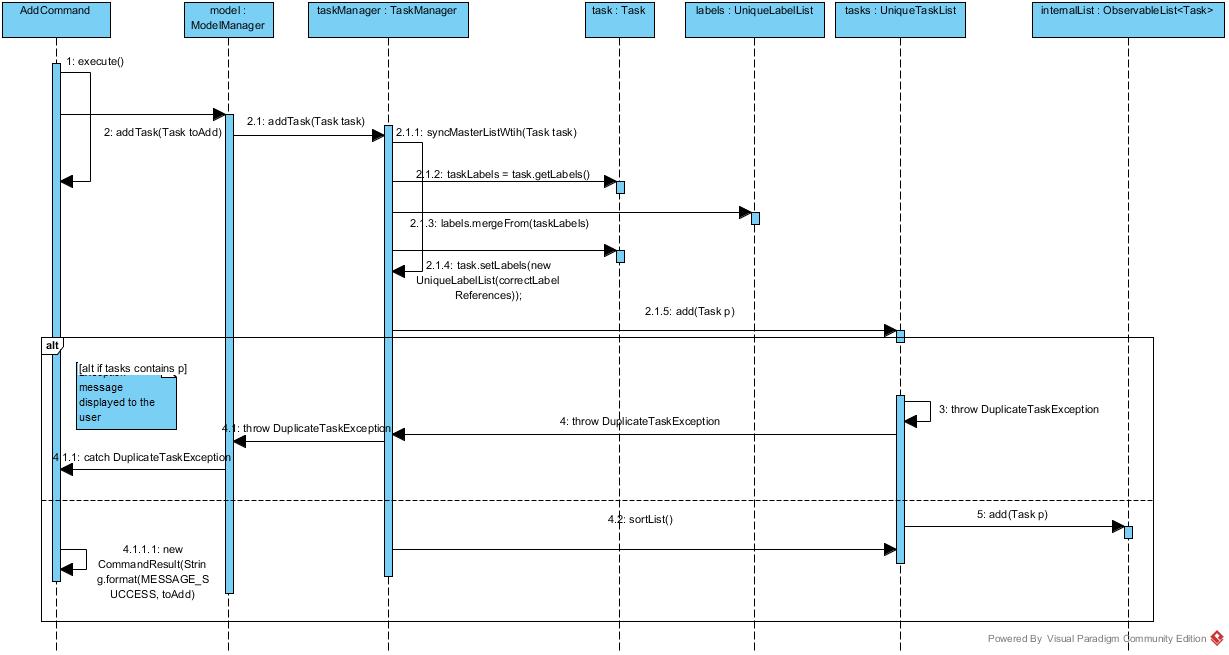 AddCommand
model :
ModelManager
taskManager : TaskManager
task : Task
labels : UniqueLabelList
tasks : UniqueTaskList
internalList : ObservableList<Task>
1: execute()
2: addTask(Task toAdd)
2.1: addTask(Task task)
2.1.1: syncMasterListWtih(Task task)
2.1.2: taskLabels = task.getLabels()
2.1.3: labels.mergeFrom(taskLabels)
2.1.4: task.setLabels(new
UniqueLabelList(correctLabel
References));
2.1.5: add(Task p)
alt
[alt if tasks contains p]
message
displayed to the
user
3: throw DuplicateTaskException
4: throw DuplicateTaskException
4.1: throw DuplicateTaskException
4.1.1: catch DuplicateTaskException
4.2: sortList()
5: add(Task p)
4.1.1.1: new
CommandResult(Strin
g.format(MESSAGE_S
UCCESS, toAdd)
Powered By Visual Paradigm Community Edition